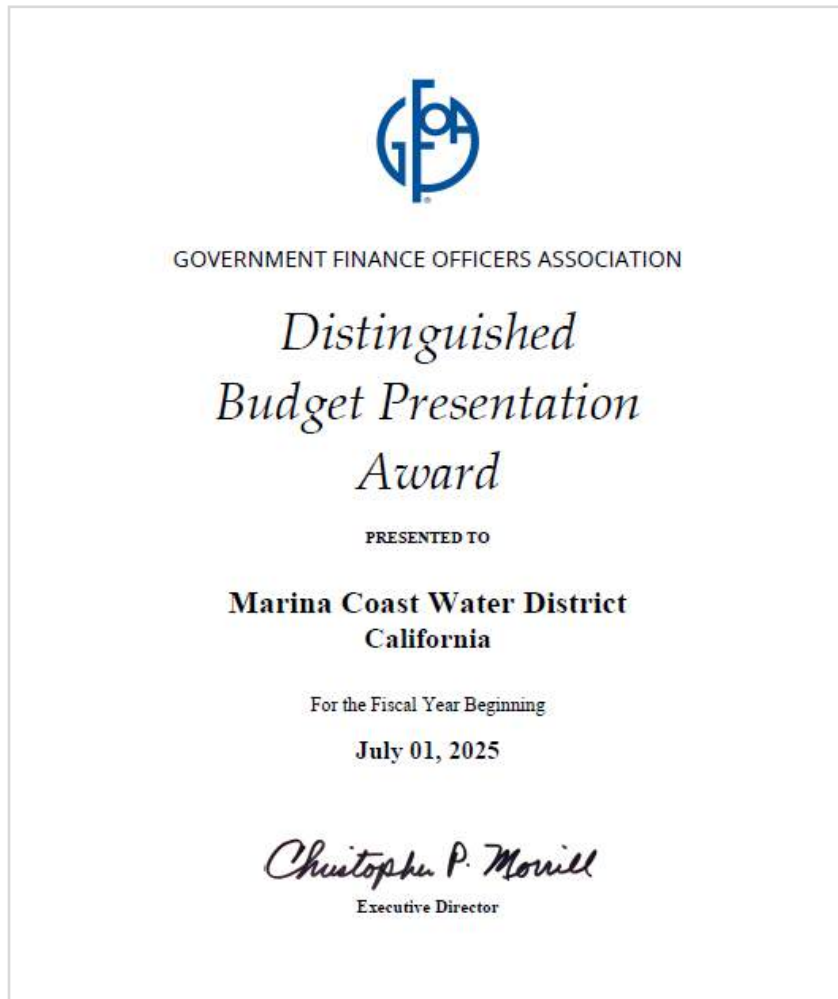 GFOA
®
GOVERNMENT FINANCE OFFICERS ASSOCIATION
Distinguished
Budget Presentation
Award
PRESENTED TO
Marina Coast Water District
California
For the Fiscal Year Beginning
July 01, 2025
Christopher P. Morrill
Executive Director